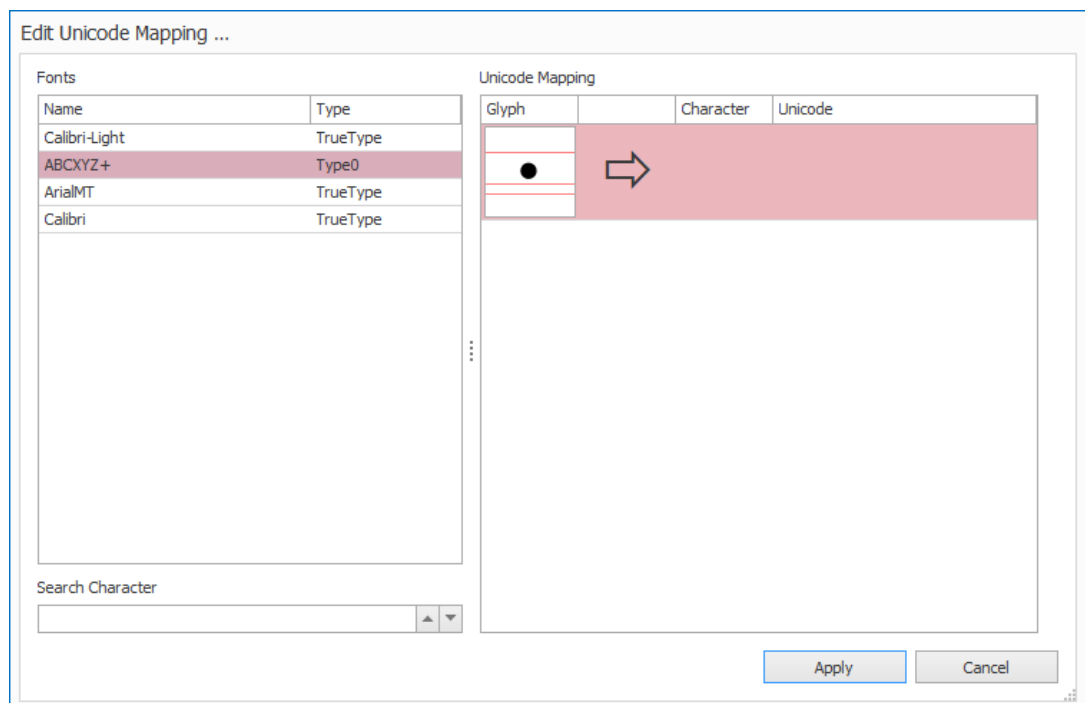 Edit Unicode Mapping ...
Fonts
Name Type
Calibri-Light TrueType
ABCXYZ+ Type0
ArialMT TrueType
Calibri TrueType
Search Character
Unicode Mapping
Glyph Character Unicode
Apply Cancel